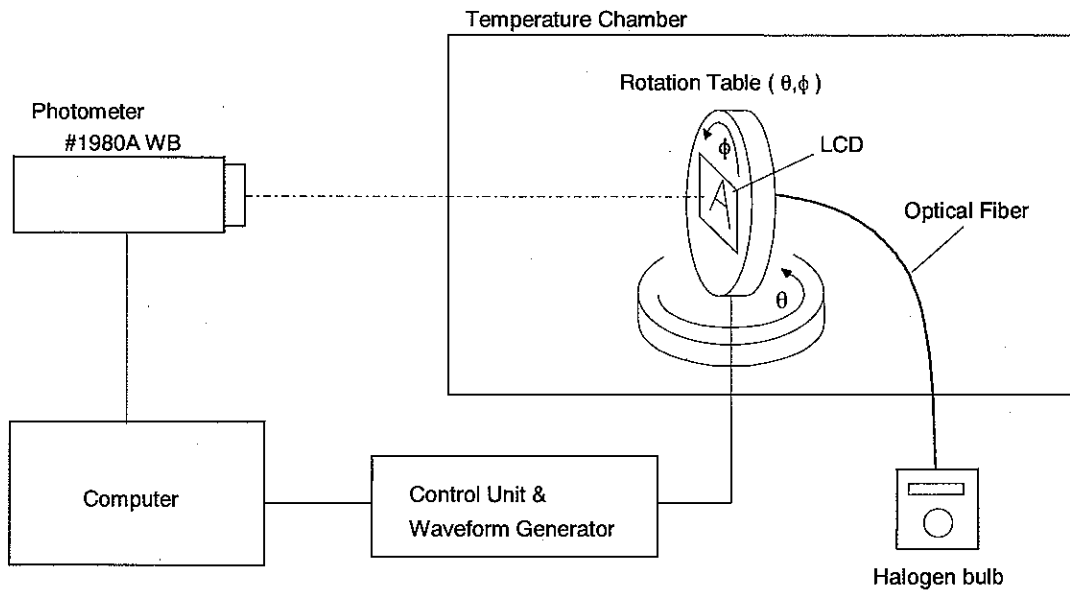 Temperature Chamber
Rotation Table ( θ,ϕ )
Photometer
#1980A WB
ϕ
LCD
A
Optical Fiber
θ
Computer
Control Unit &
Waveform Generator
Halogen bulb